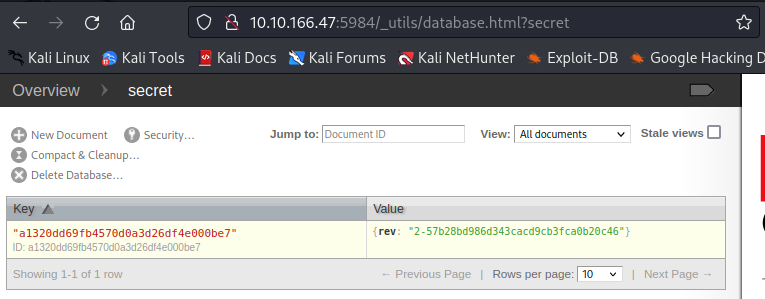 10.10.166.47:5984/_utils/database.html?secret
Kali Linux Kali Tools Kali Docs Kali Forums Kali NetHunter Exploit-DB Google Hacking D
Overview secret
New Document Security… Jump to: Document ID View: All documents Stale views
Compact & Cleanup…
Delete Database…
Key Value
"a1320dd69fb4570d0a3d26df4e000be7" {rev: "2-57b28bd986d343cacd9cb3fca0b20c46"}
ID: a1320dd69fb4570d0a3d26df4e000be7
Showing 1-1 of 1 row ← Previous Page | Rows per page: 10 | Next Page →